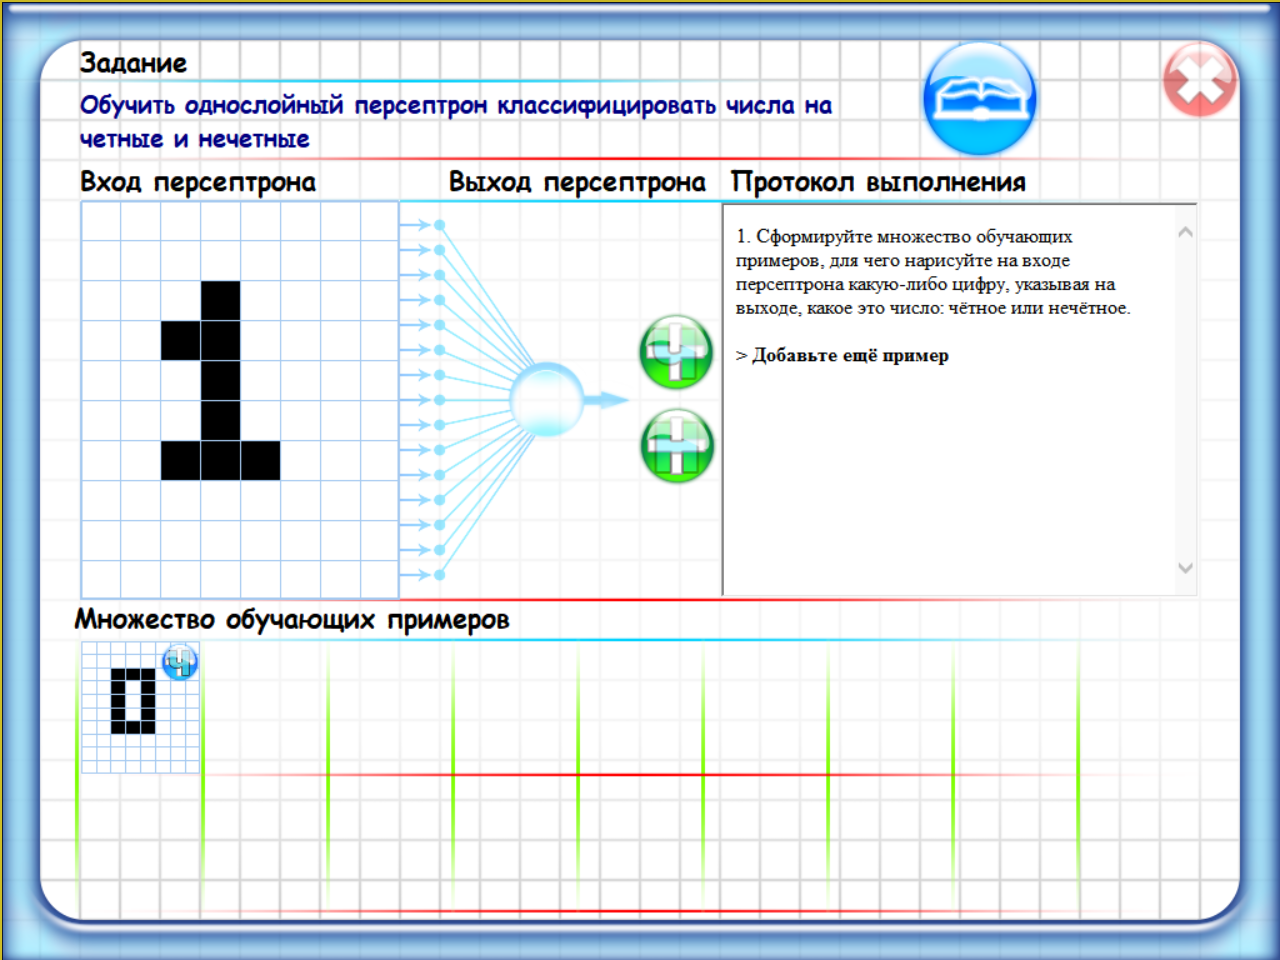 Задание
Обучить однослойный персептрон классифицировать числа на
четные и нечетные
Вход персептрона
Выход персептрона
Протокол выполнения
1. Сформируйте множество обучающих
примеров, для чего нарисуйте на входе
персептрона какую-либо цифру, указывая на
выходе, какое это число: чётное или нечётное.
> Добавьте ещё пример
1
Ч
Н
Множество обучающих примеров
0
Ч